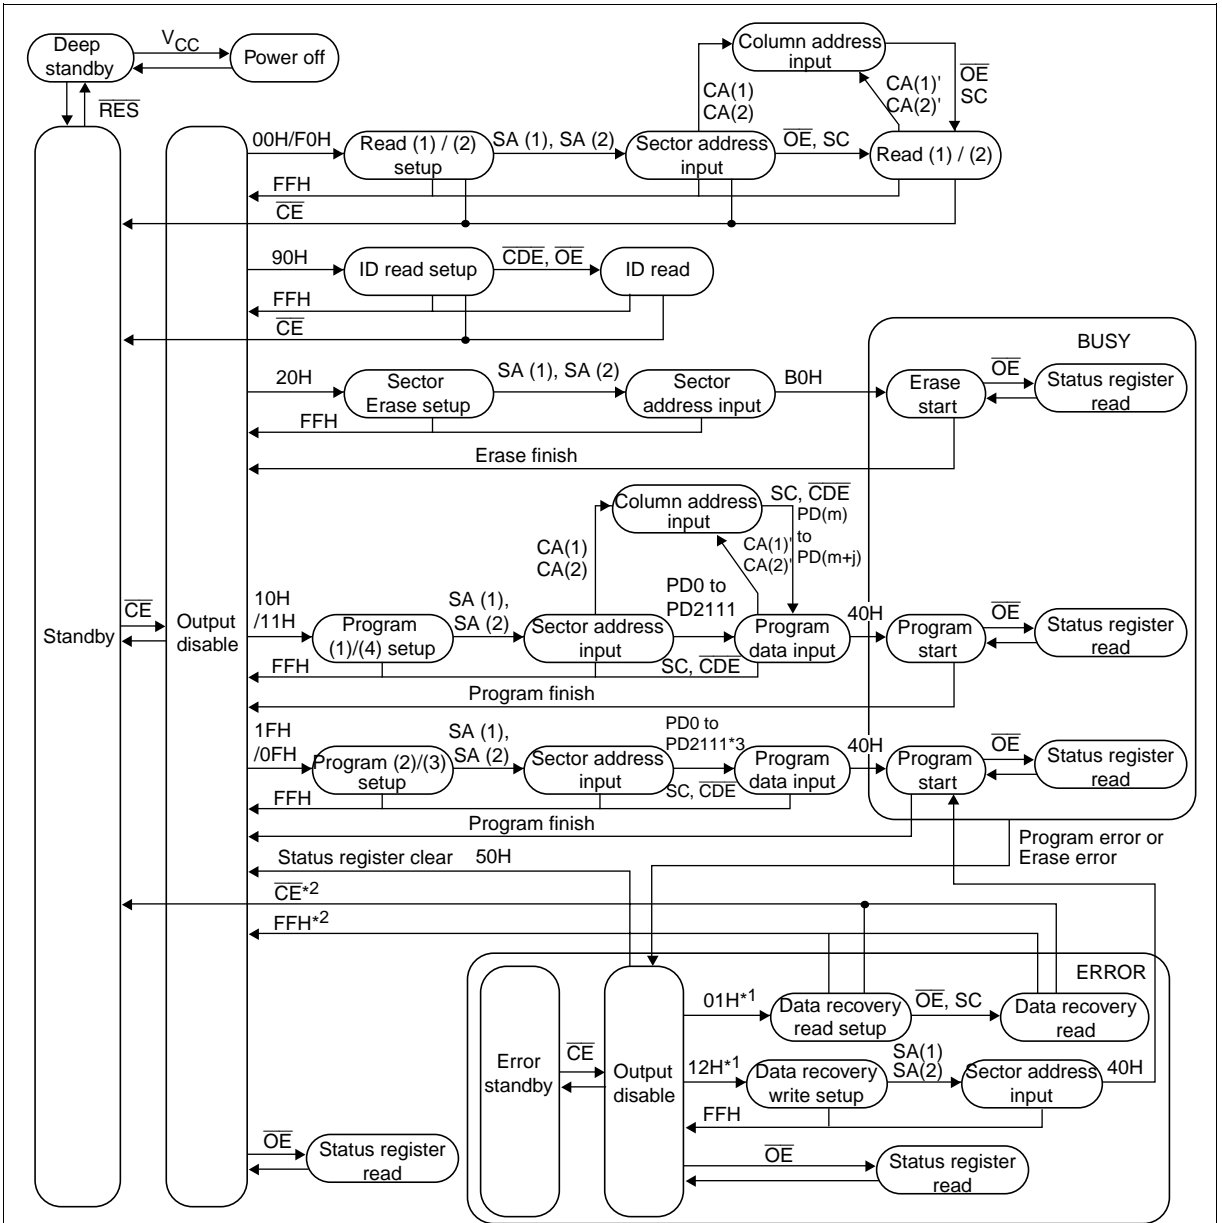 Deep
standby
VCC
Power off
RES
Column address
input
CA(1)
CA(2)
CA(1)'
CA(2)'
OE
SC
00H/F0H
Read (1) / (2)
setup
SA (1), SA (2)
Sector address
input
OE, SC
Read (1) / (2)
FFH
CE
90H
ID read setup
CDE, OE
ID read
FFH
CE
BUSY
20H
Sector
Erase setup
SA (1), SA (2)
Sector
address input
B0H
Erase
start
OE
Status register
read
FFH
Erase finish
Column address
input
SC, CDE
PD(m)
to
PD(m+j)
CA(1)
CA(2)
CA(1)'
CA(2)'
Standby
CE
Output
disable
10H
/11H
Program
(1)/(4) setup
SA (1),
SA (2)
Sector address
input
PD0 to
PD2111
SC, CDE
Program
data input
40H
Program
start
OE
Status register
read
FFH
Program finish
1FH
/0FH
Program (2)/(3)
setup
SA (1),
SA (2)
Sector address
input
PD0 to
PD2111*3
SC, CDE
Program
data input
40H
Program
start
OE
Status register
read
FFH
Program finish
Program error or
Erase error
Status register clear 50H
CE*2
FFH*2
ERROR
Error
standby
CE
Output
disable
01H*1
Data recovery
read setup
OE, SC
Data recovery
read
12H*1
Data recovery
write setup
SA(1)
SA(2)
Sector address
input
40H
FFH
OE
Status register
read
OE
Status register
read